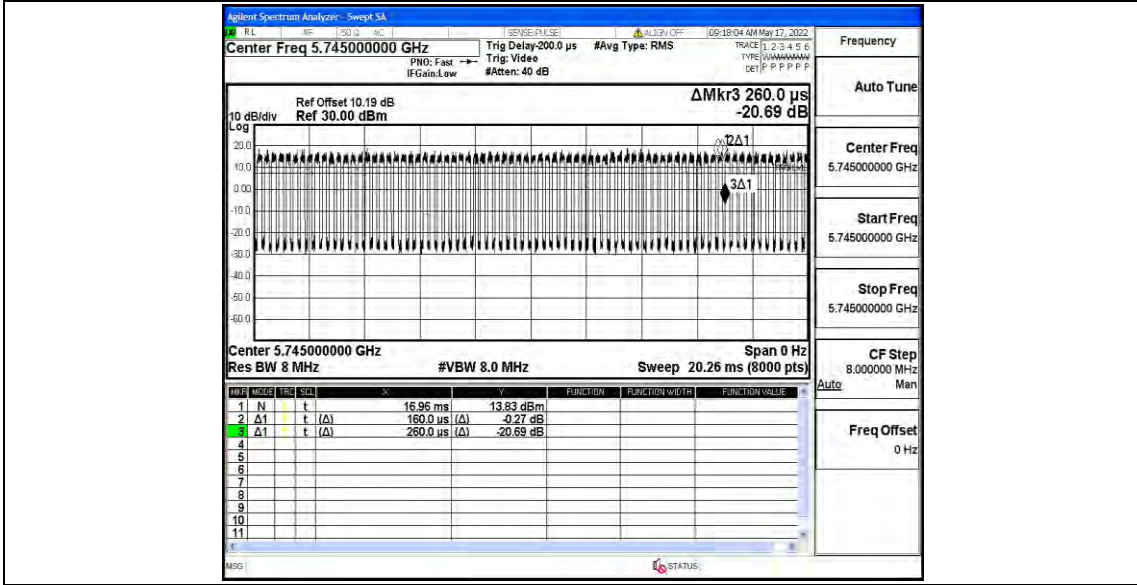 Agilent Spectrum Analyzer - Swept SA
RL RF 50 Ω AC SENSE:PULSE ALIGN OFF 09:18:04 AM May 17, 2022
Center Freq 5.745000000 GHz
PNO: Fast
IFGain:Low
Trig Delay-200.0 µs
Trig: Video
#Atten: 40 dB
#Avg Type: RMS
TRACE 1 2 3 4 5 6
TYPE WWWWWW
DET P P P P P P
Ref Offset 10.19 dB
10 dB/div Ref 30.00 dBm
Log
ΔMkr3 260.0 µs
-20.69 dB
20.0
10.0
0.00
-10.0
-20.0
-30.0
-40.0
-50.0
-60.0
2Δ1
3Δ1
Center 5.745000000 GHz Span 0 Hz
Res BW 8 MHz #VBW 8.0 MHz Sweep 20.26 ms (8000 pts)
MKR MODE TRC SCL X Y FUNCTION FUNCTION WIDTH FUNCTION VALUE
1 N t 16.96 ms 13.83 dBm
2 Δ1 t (Δ) 160.0 µs (Δ) -0.27 dB
3 Δ1 t (Δ) 260.0 µs (Δ) -20.69 dB
4
5
6
7
8
9
10
11
MSG STATUS
Frequency
Auto Tune
Center Freq
5.745000000 GHz
Start Freq
5.745000000 GHz
Stop Freq
5.745000000 GHz
CF Step
8.000000 MHz
Auto Man
Freq Offset
0 Hz